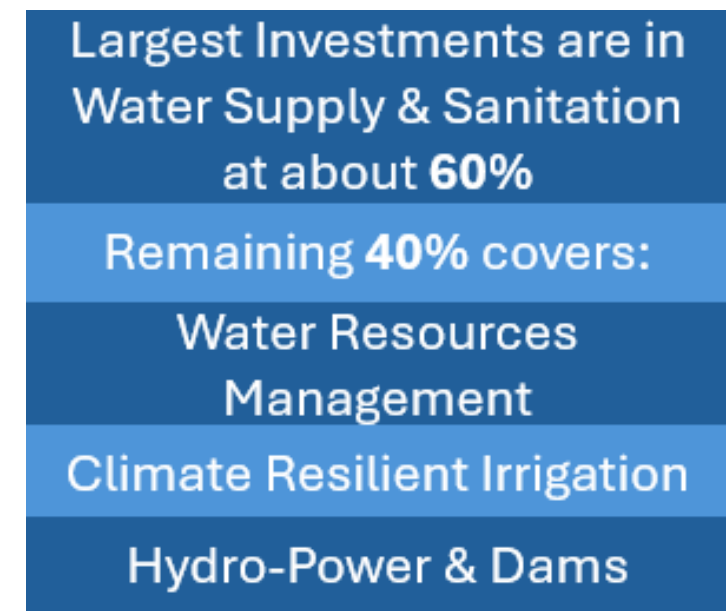 Largest Investments are in
Water Supply & Sanitation
at about 60%
Remaining 40% covers:
Water Resources
Management
Climate Resilient Irrigation
Hydro-Power & Dams